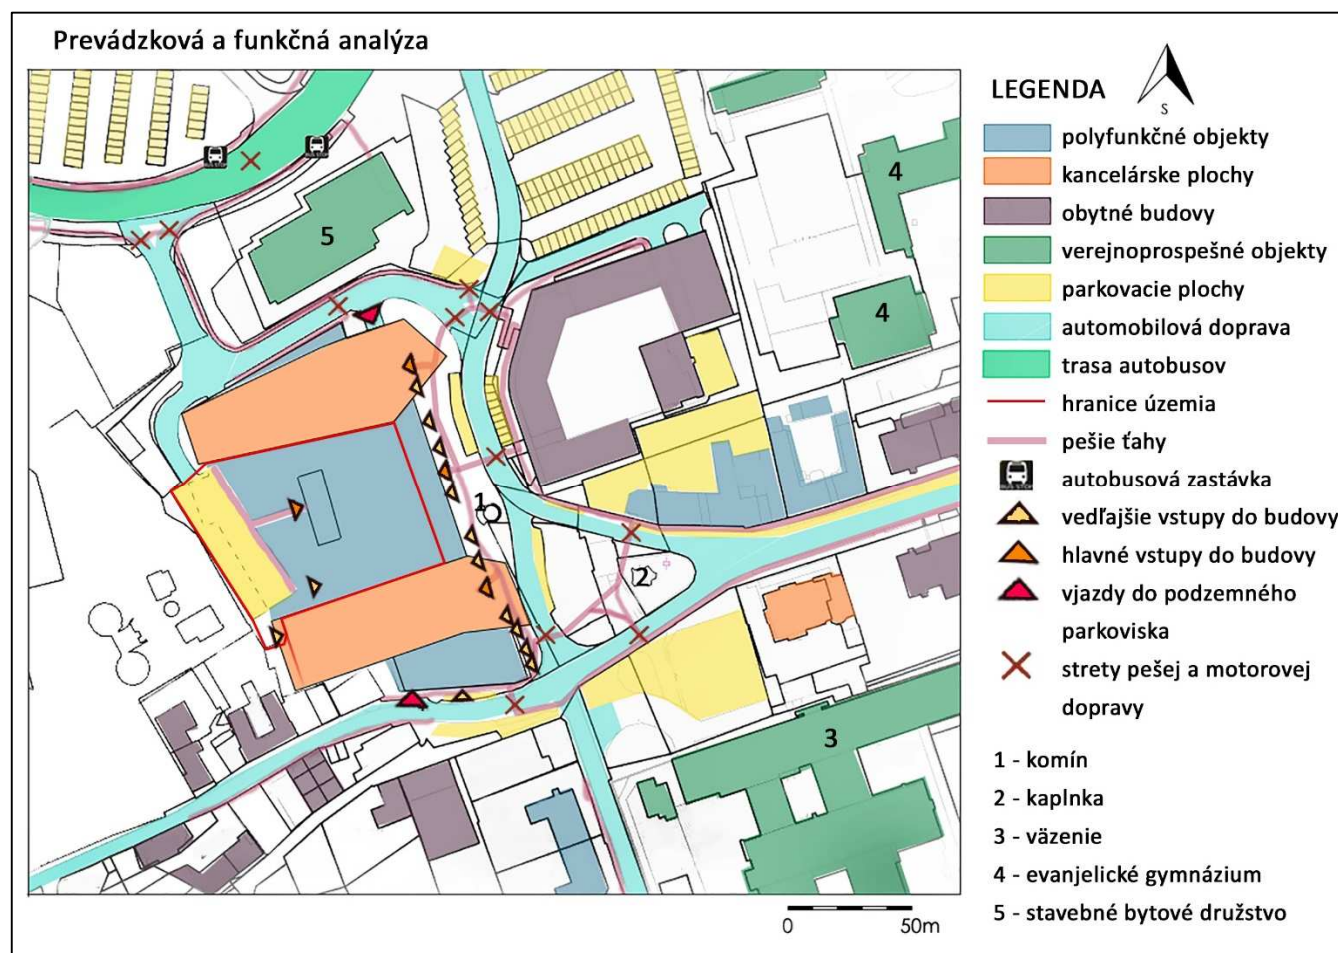 Prevádzková a funkčná analýza
LEGENDA
S
polyfunkčné objekty
kancelárske plochy
obytné budovy
verejnoprospešné objekty
parkovacie plochy
automobilová doprava
trasa autobusov
hranice územia
pešie ťahy
autobusová zastávka
vedľajšie vstupy do budovy
hlavné vstupy do budovy
vjazdy do podzemného
parkoviska
strety pešej a motorovej
dopravy
1 - komín
2 - kaplnka
3 - väzenie
4 - evanjelické gymnázium
5 - stavebné bytové družstvo
4
5
4
1
2
3
0 50m